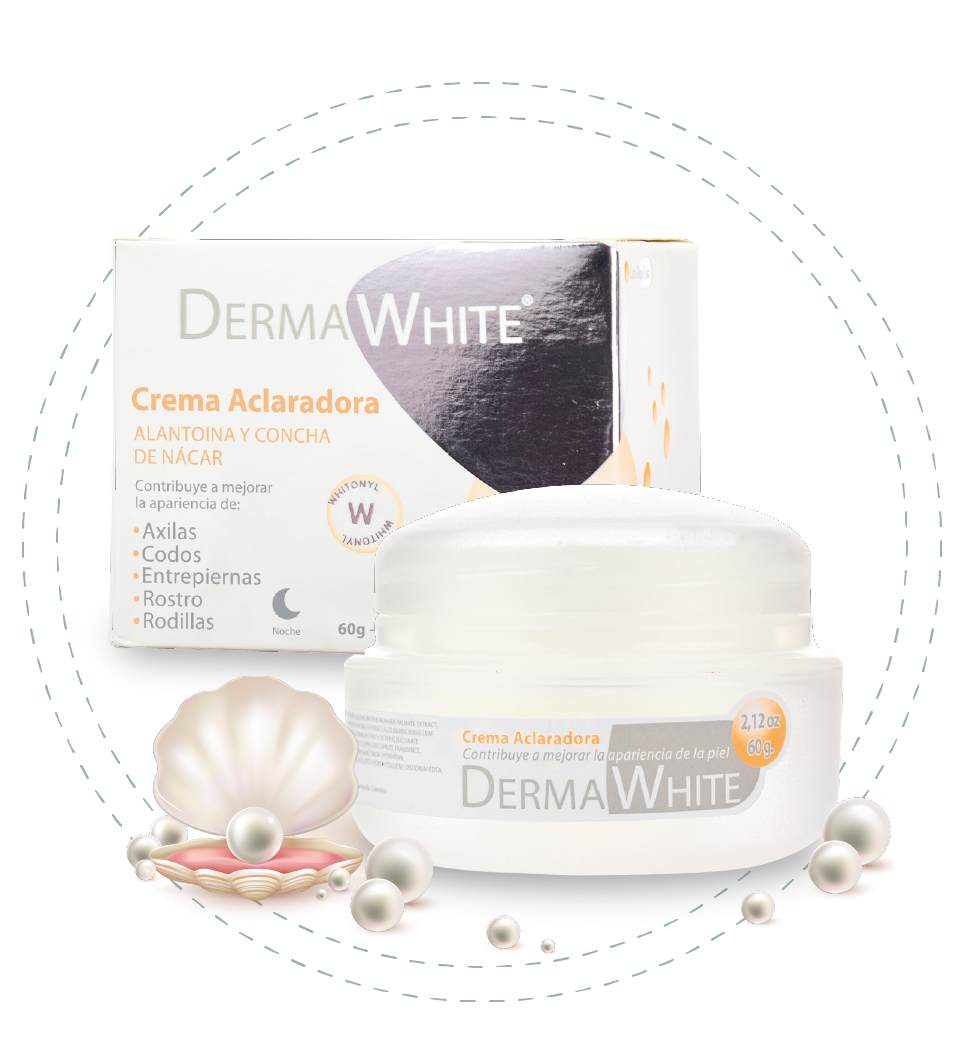 DERMAWHITE®
Crema Aclaradora
ALANTOINA Y CONCHA
DE NÁCAR
Contribuye a mejorar
la apariencia de:
•Axilas
•Codos
•Entrepiernas
•Rostro
•Rodillas
Noche
60g -
WHITONYL
W
WHITONYL
2,12 oz
60 g.
Crema Aclaradora
Contribuye a mejorar la apariencia de la piel
DERMAWHITE